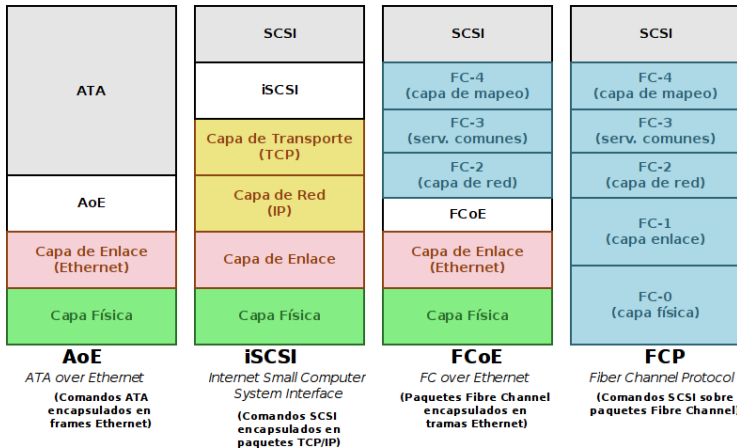 ATA
AoE
Capa de Enlace
(Ethernet)
Capa Física
AoE
ATA over Ethernet
(Comandos ATA
encapsulados en
frames Ethernet)
SCSI
iSCSI
Capa de Transporte
(TCP)
Capa de Red
(IP)
Capa de Enlace
Capa Física
iSCSI
Internet Small Computer
System Interface
(Comandos SCSI
encapsulados en
paquetes TCP/IP)
SCSI
FC-4
(capa de mapeo)
FC-3
(serv. comunes)
FC-2
(capa de red)
FCoE
Capa de Enlace
(Ethernet)
Capa Física
FCoE
FC over Ethernet
(Paquetes Fibre Channel
encapsulados en
tramas Ethernet)
SCSI
FC-4
(capa de mapeo)
FC-3
(serv. comunes)
FC-2
(capa de red)
FC-1
(capa enlace)
FC-0
(capa física)
FCP
Fiber Channel Protocol
(Comandos SCSI sobre
paquetes Fibre Channel)